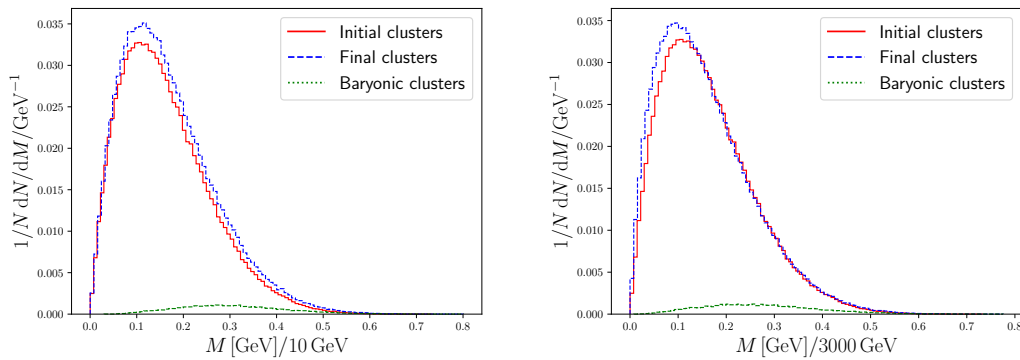 0.035
0.030
0.025
0.020
0.015
0.010
0.005
0.000
1/N dN/dM/GeV⁻¹
Initial clusters
Final clusters
Baryonic clusters
0.0 0.1 0.2 0.3 0.4 0.5 0.6 0.7 0.8
M [GeV]/10 GeV
0.035
0.030
0.025
0.020
0.015
0.010
0.005
0.000
1/N dN/dM/GeV⁻¹
Initial clusters
Final clusters
Baryonic clusters
0.0 0.1 0.2 0.3 0.4 0.5 0.6 0.7 0.8
M [GeV]/3000 GeV